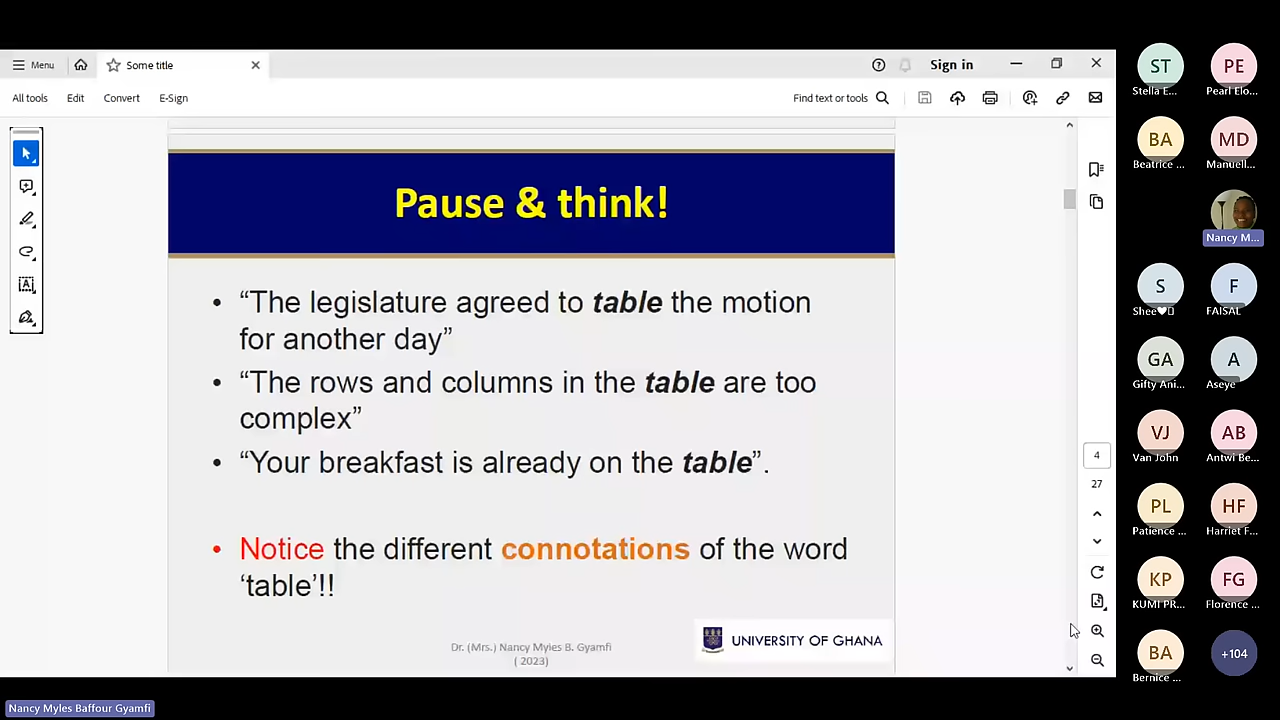 Menu
Some title
Sign in
All tools
Edit
Convert
E-Sign
Find text or tools
Pause & think!
• “The legislature agreed to table the motion
for another day”
• “The rows and columns in the table are too
complex”
• “Your breakfast is already on the table”.
• Notice the different connotations of the word
‘table’!!
Dr. (Mrs.) Nancy Myles B. Gyamfi
( 2023)
UNIVERSITY OF GHANA
4
27
ST
Stella E...
PE
Pearl Elo...
BA
Beatrice ...
MD
Manuell...
Nancy M...
S
Shee♥▯
F
FAISAL
GA
Gifty Ani...
A
Aseye
VJ
Van John
AB
Antwi Be...
PL
Patience ...
HF
Harriet F...
KP
KUMI PR...
FG
Florence ...
BA
Bernice ...
+104
Nancy Myles Baffour Gyamfi